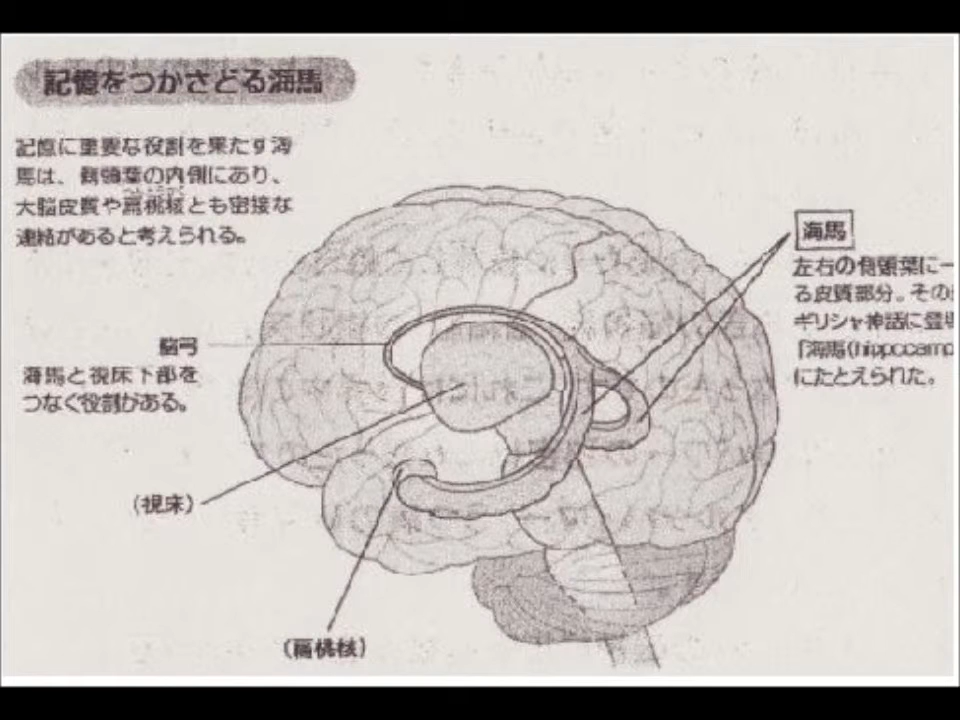 記憶をつかさどる海馬
記憶に重要な役割を果たす海
馬は、側頭葉の内側にあり、
大脳皮質や扁桃核とも密接な
連絡があると考えられる。
海馬
左右の側頭葉に一
る皮質部分。その
ギリシャ神話に登場
「海馬(hippocamp
にたとえられた。
脳弓
海馬と視床下部を
つなぐ役割がある。
(視床)
(扁桃核)